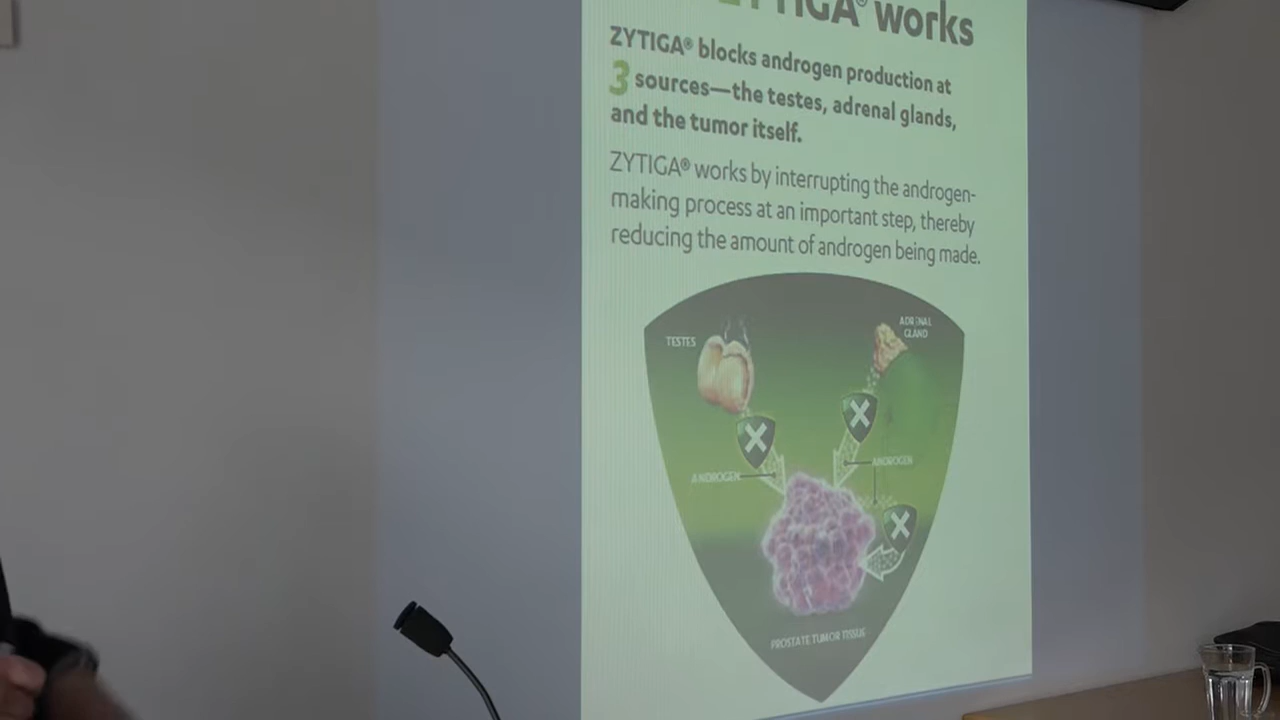 ZYTIGA® works
ZYTIGA® blocks androgen production at
3 sources—the testes, adrenal glands,
and the tumor itself.
ZYTIGA® works by interrupting the androgen-
making process at an important step, thereby
reducing the amount of androgen being made.
TESTES
ADRENAL
GLAND
ANDROGEN
ANDROGEN
PROSTATE TUMOR TISSUE